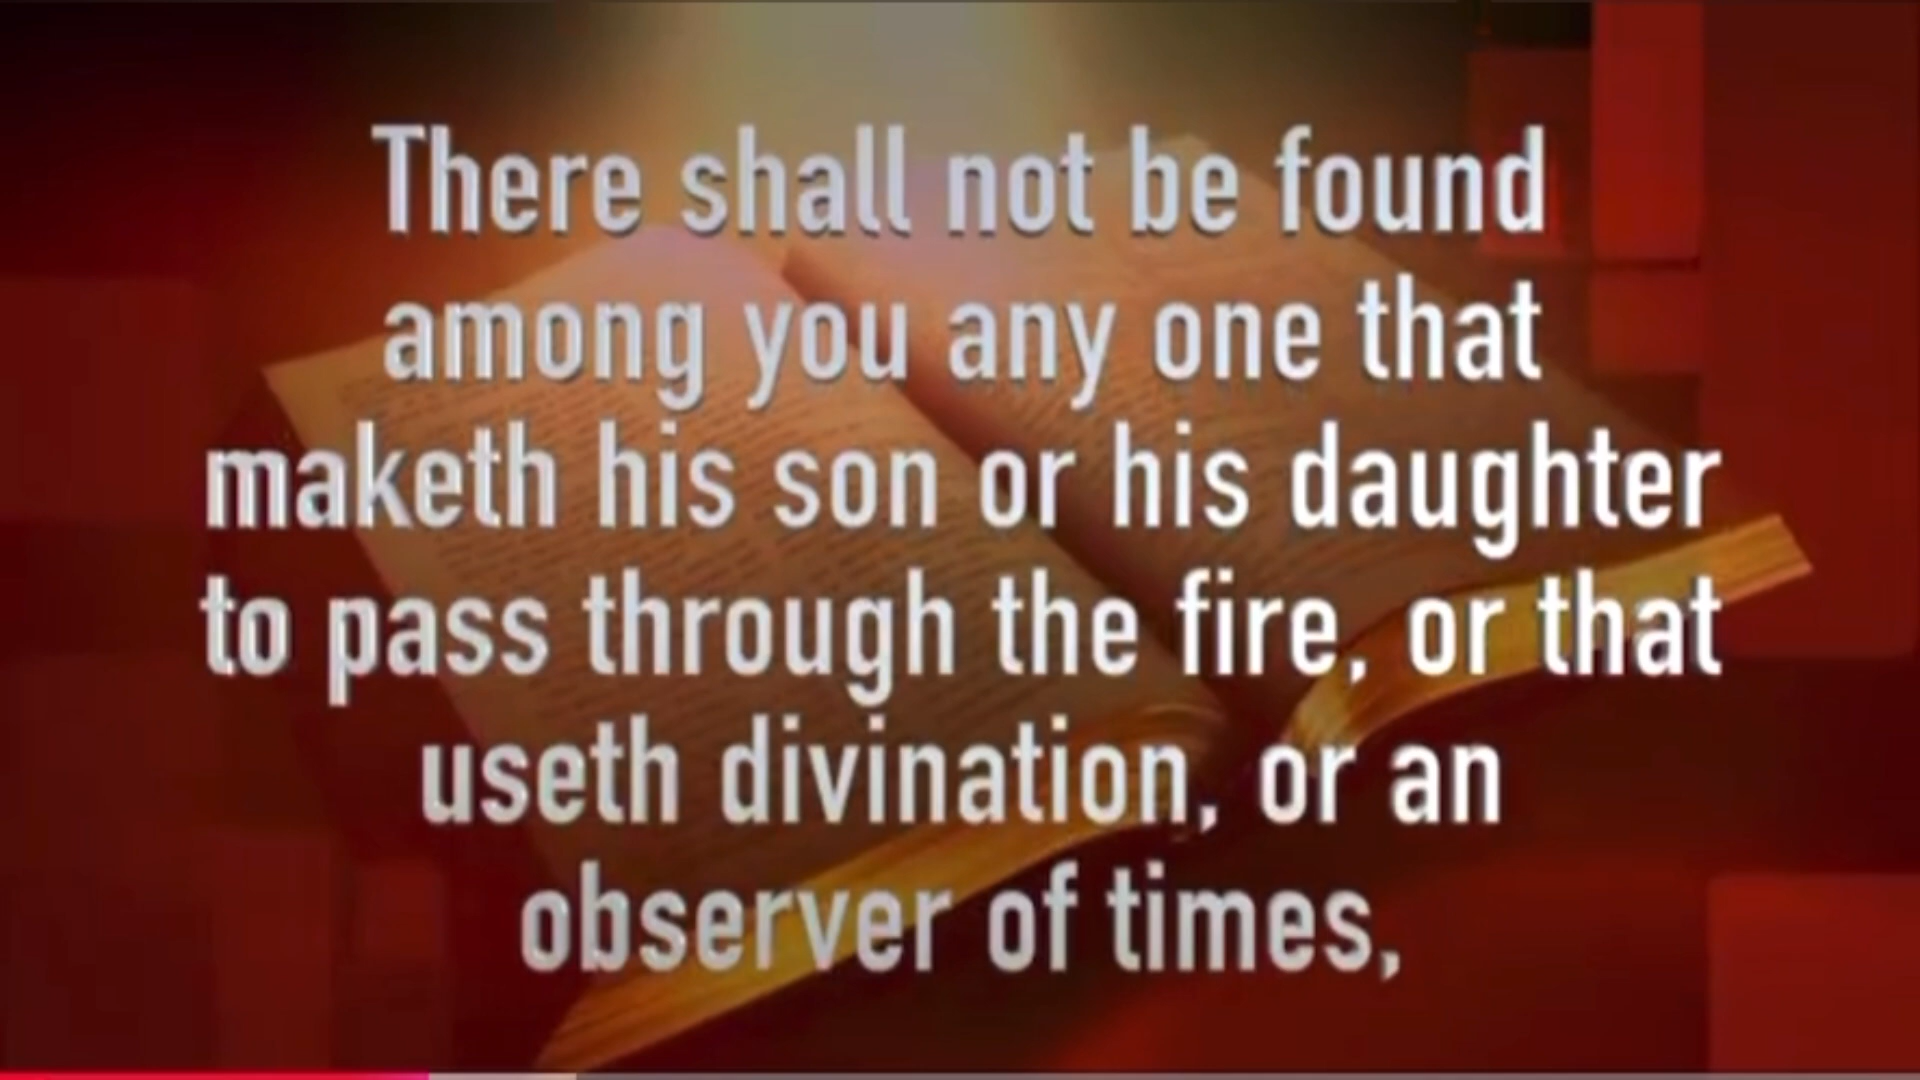 There shall not be found
among you any one that
maketh his son or his daughter
to pass through the fire, or that
useth divination, or an
observer of times,